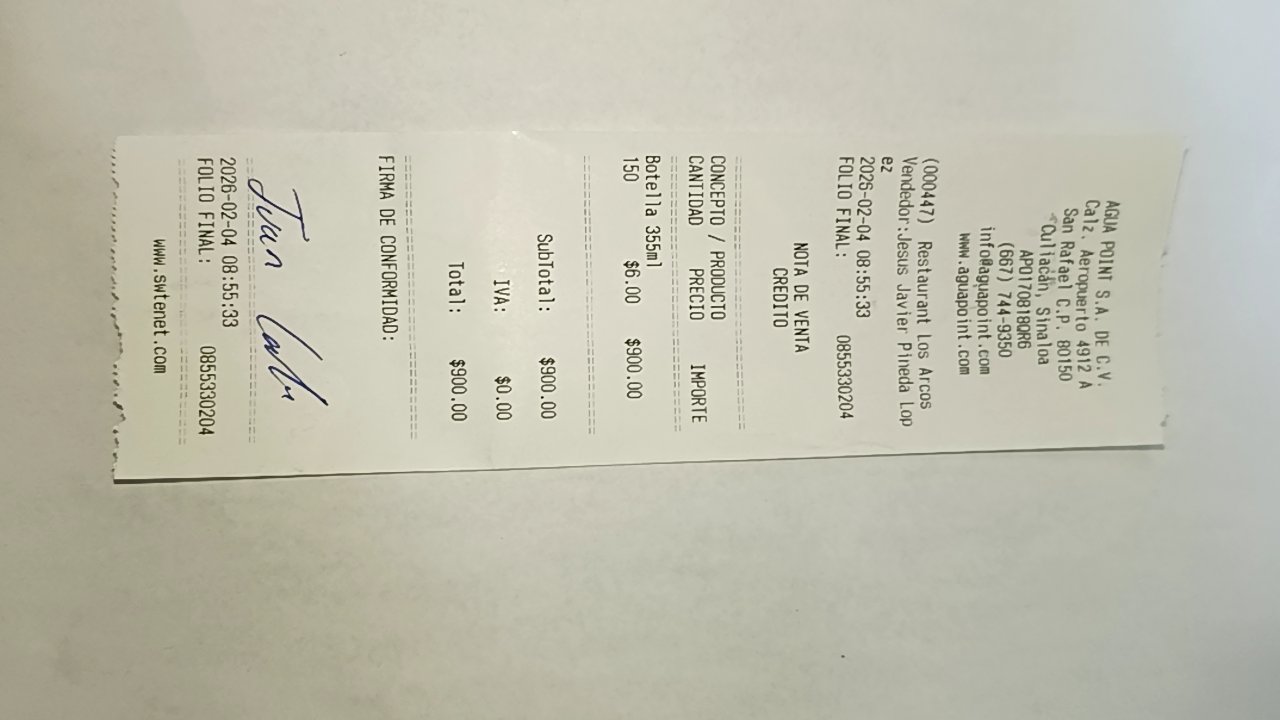 AGUA POINT S.A. DE C.V.
Calz. Aeropuerto 4912 A
San Rafael C.P. 80150
Culiacán, Sinaloa
APO170818QR6
(667) 744-9350
info@aguapoint.com
www.aguapoint.com
(000447) Restaurant Los Arcos
Vendedor:Jesus Javier Pineda Lop
ez
2026-02-04 08:55:33
FOLIO FINAL: 0855330204
NOTA DE VENTA
CREDITO
CONCEPTO / PRODUCTO
CANTIDAD PRECIO IMPORTE
Botella 355ml
150 $6.00 $900.00
SubTotal: $900.00
IVA: $0.00
Total: $900.00
FIRMA DE CONFORMIDAD:
Juan
2026-02-04 08:55:33
FOLIO FINAL: 0855330204
www.swtenet.com